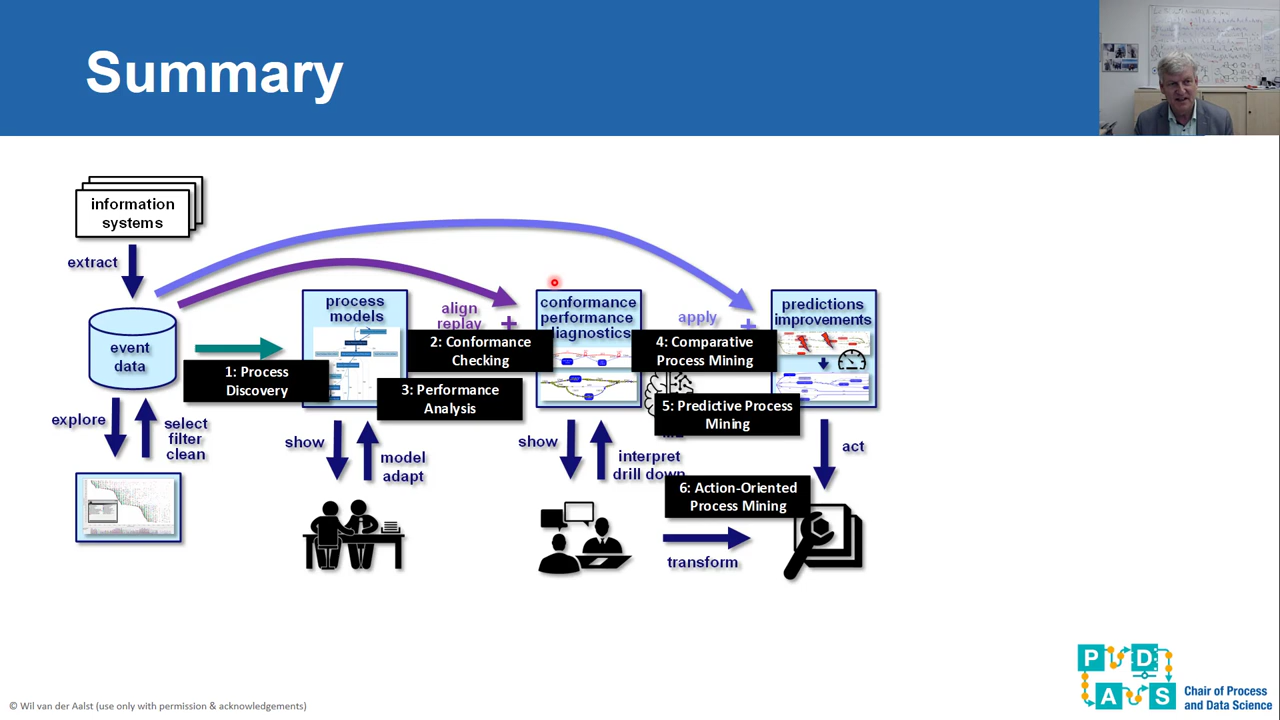 Summary
information
systems
extract
event
data
explore
select
filter
clean
process
models
1: Process
Discovery
show
model
adapt
align
replay
+
2: Conformance
Checking
3: Performance
Analysis
conformance
performance
diagnostics
show
interpret
drill down
apply
+
4: Comparative
Process Mining
5: Predictive Process
Mining
6: Action-Oriented
Process Mining
transform
predictions
improvements
act
P D
A S
Chair of Process
and Data Science
© Wil van der Aalst (use only with permission & acknowledgements)